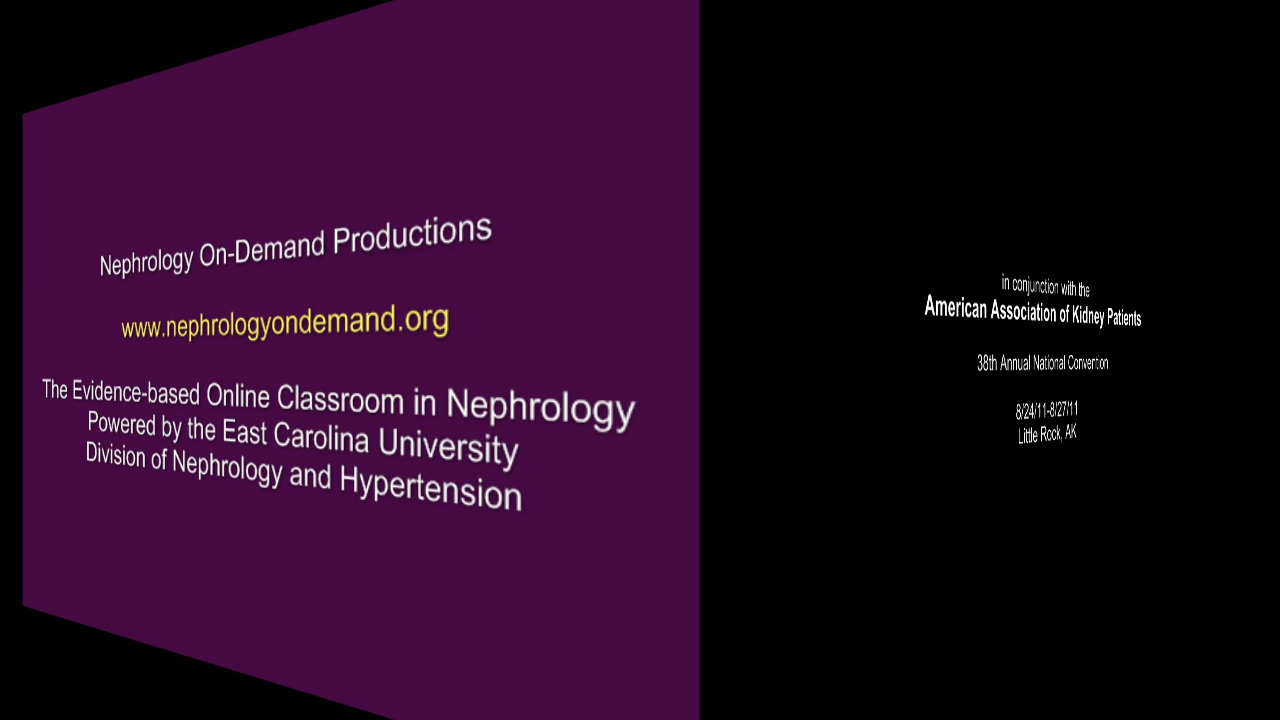 Nephrology On-Demand Productions
www.nephrologyondemand.org
The Evidence-based Online Classroom in Nephrology
Powered by the East Carolina University
Division of Nephrology and Hypertension
in conjunction with the
American Association of Kidney Patients
38th Annual National Convention
8/24/11-8/27/11
Little Rock, AK